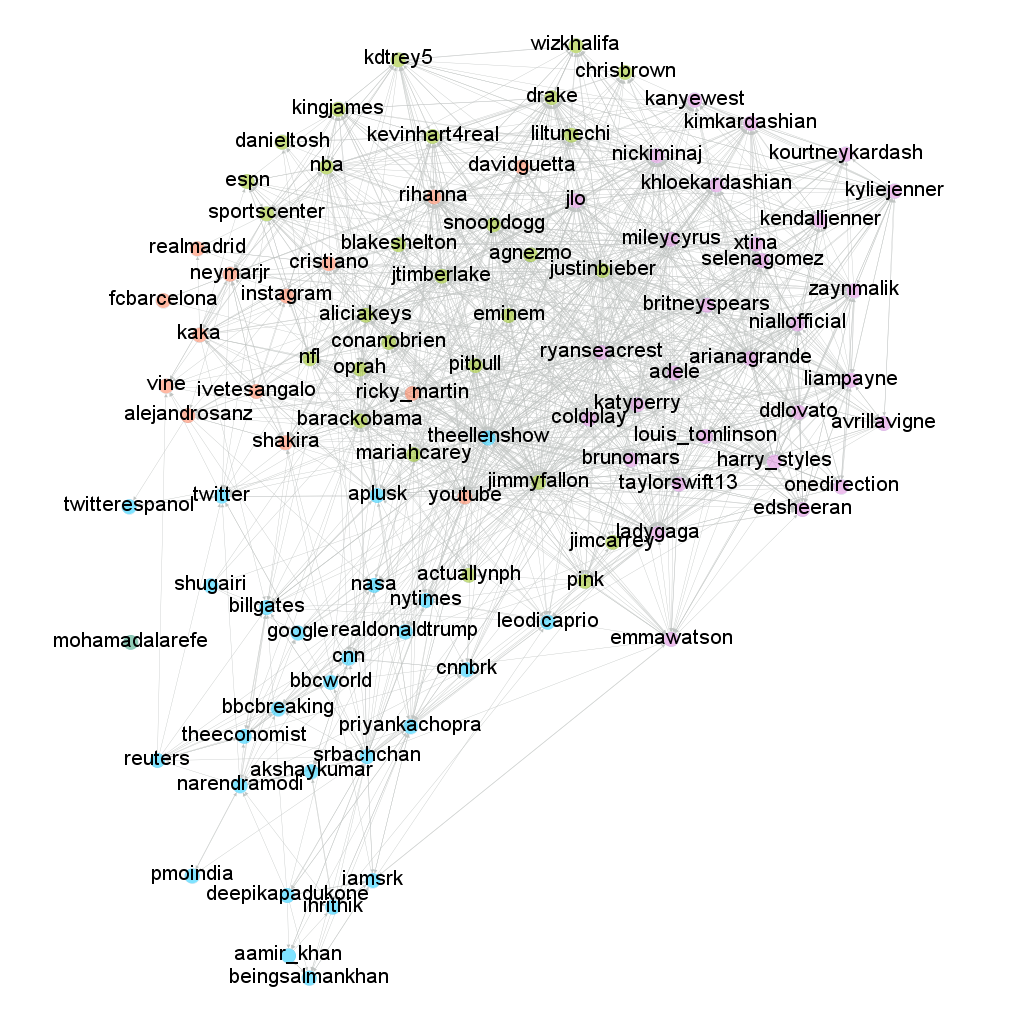 wizkhalifa
kdtrey5
chrisbrown
drake
kanyewest
kingjames
kimkardashian
kevinhart4real
liltunechi
danieltosh
nickiminaj
kourtneykardash
nba
davidguetta
espn
khloekardashian
kyliejenner
rihanna
jlo
sportscenter
snoopdogg
kendalljenner
mileycyrus
realmadrid
blakeshelton
xtina
agnezmo
selenagomez
cristiano
justinbieber
neymarjr
jtimberlake
zaynmalik
fcbarcelona
instagram
britneyspears
aliciakeys
eminem
niallofficial
kaka
conanobrien
ryanseacrest
nfl
arianagrande
oprah
pitbull
adele
liampayne
vine
ivetesangalo
ricky_martin
katyperry
alejandrosanz
barackobama
coldplay
ddlovato
avrillavigne
theellenshow
louis_tomlinson
shakira
mariahcarey
brunomars
harry_styles
jimmyfallon
taylorswift13
onedirection
twitterespanol
twitter
aplusk
youtube
edsheeran
ladygaga
jimcarrey
shugairi
nasa
actuallynph
pink
billgates
nytimes
leodicaprio
google
realdonaldtrump
mohamadalarefe
emmawatson
cnn
bbcworld
cnnbrk
bbcbreaking
priyankachopra
theeconomist
reuters
srbachchan
akshaykumar
narendramodi
pmoindia
iamsrk
deepikapadukone
ihrithik
aamir_khan
beingsalmankhan